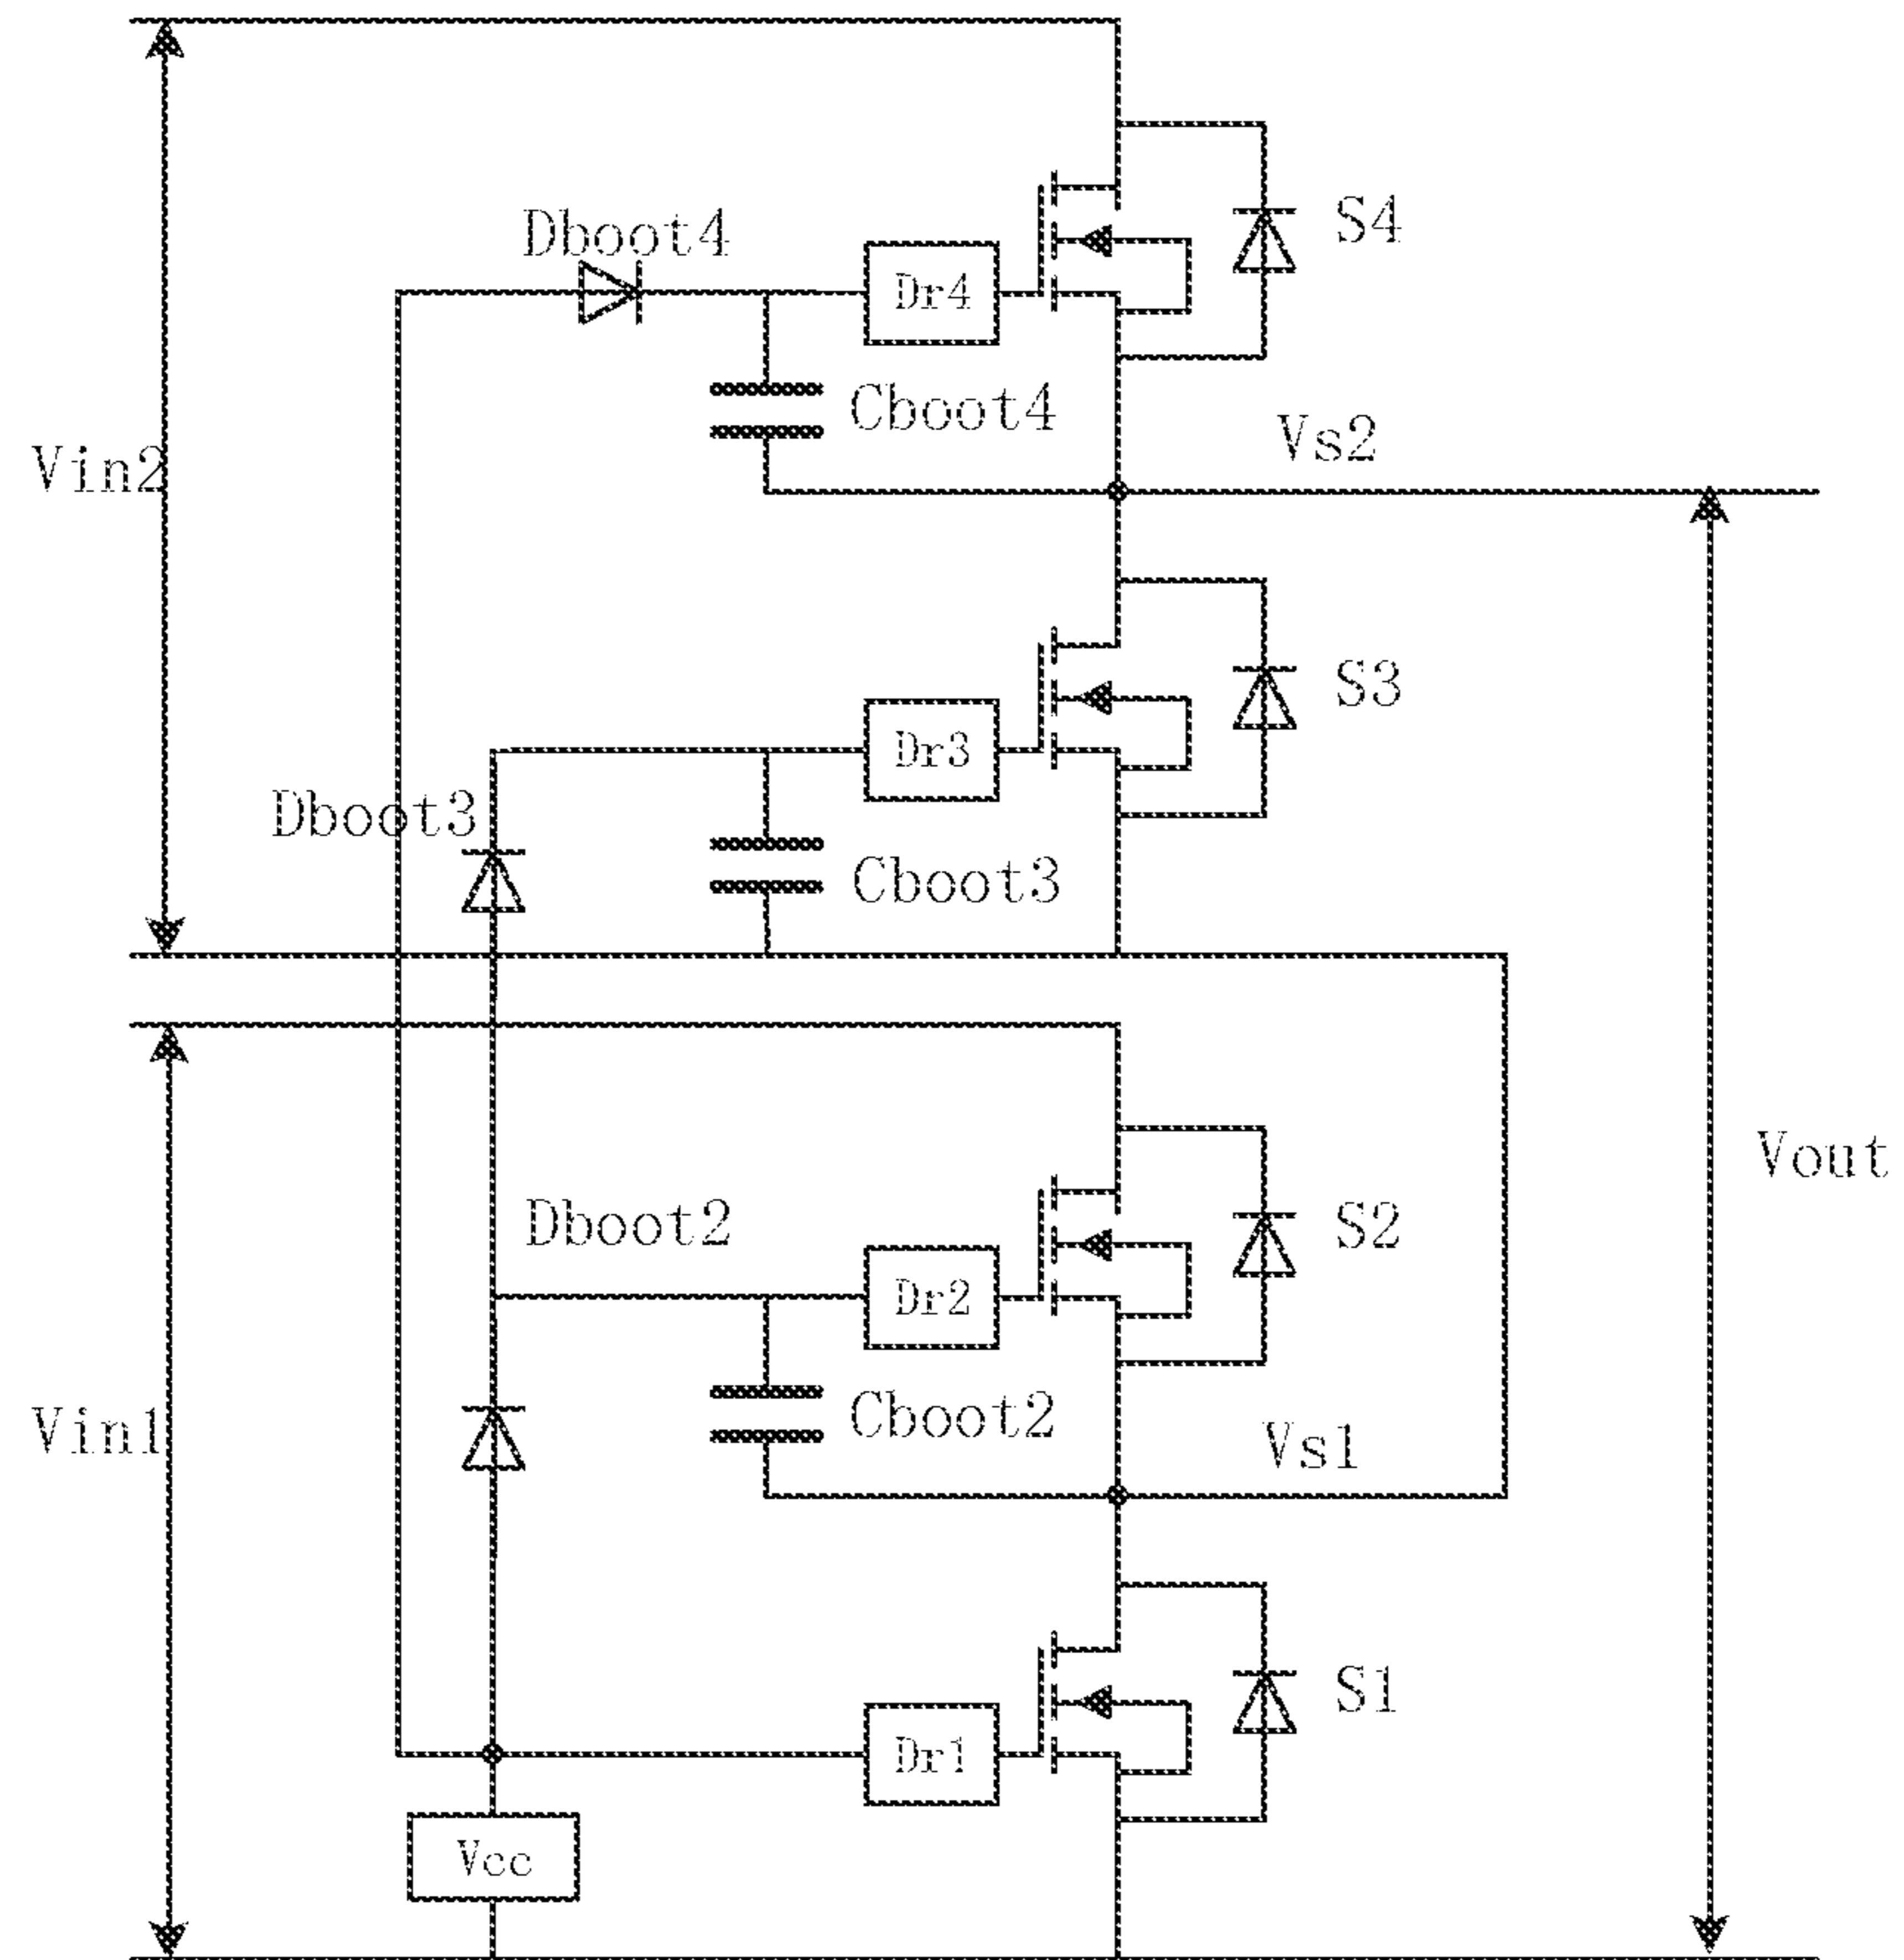 Dboot4
S4
Dr4
Cboot4
Vs2
Vin2
S3
Dr3
Dboot3
Cboot3
Vout
Dboot2
S2
Dr2
Cboot2
Vs1
Vin1
S1
Dr1
Vcc